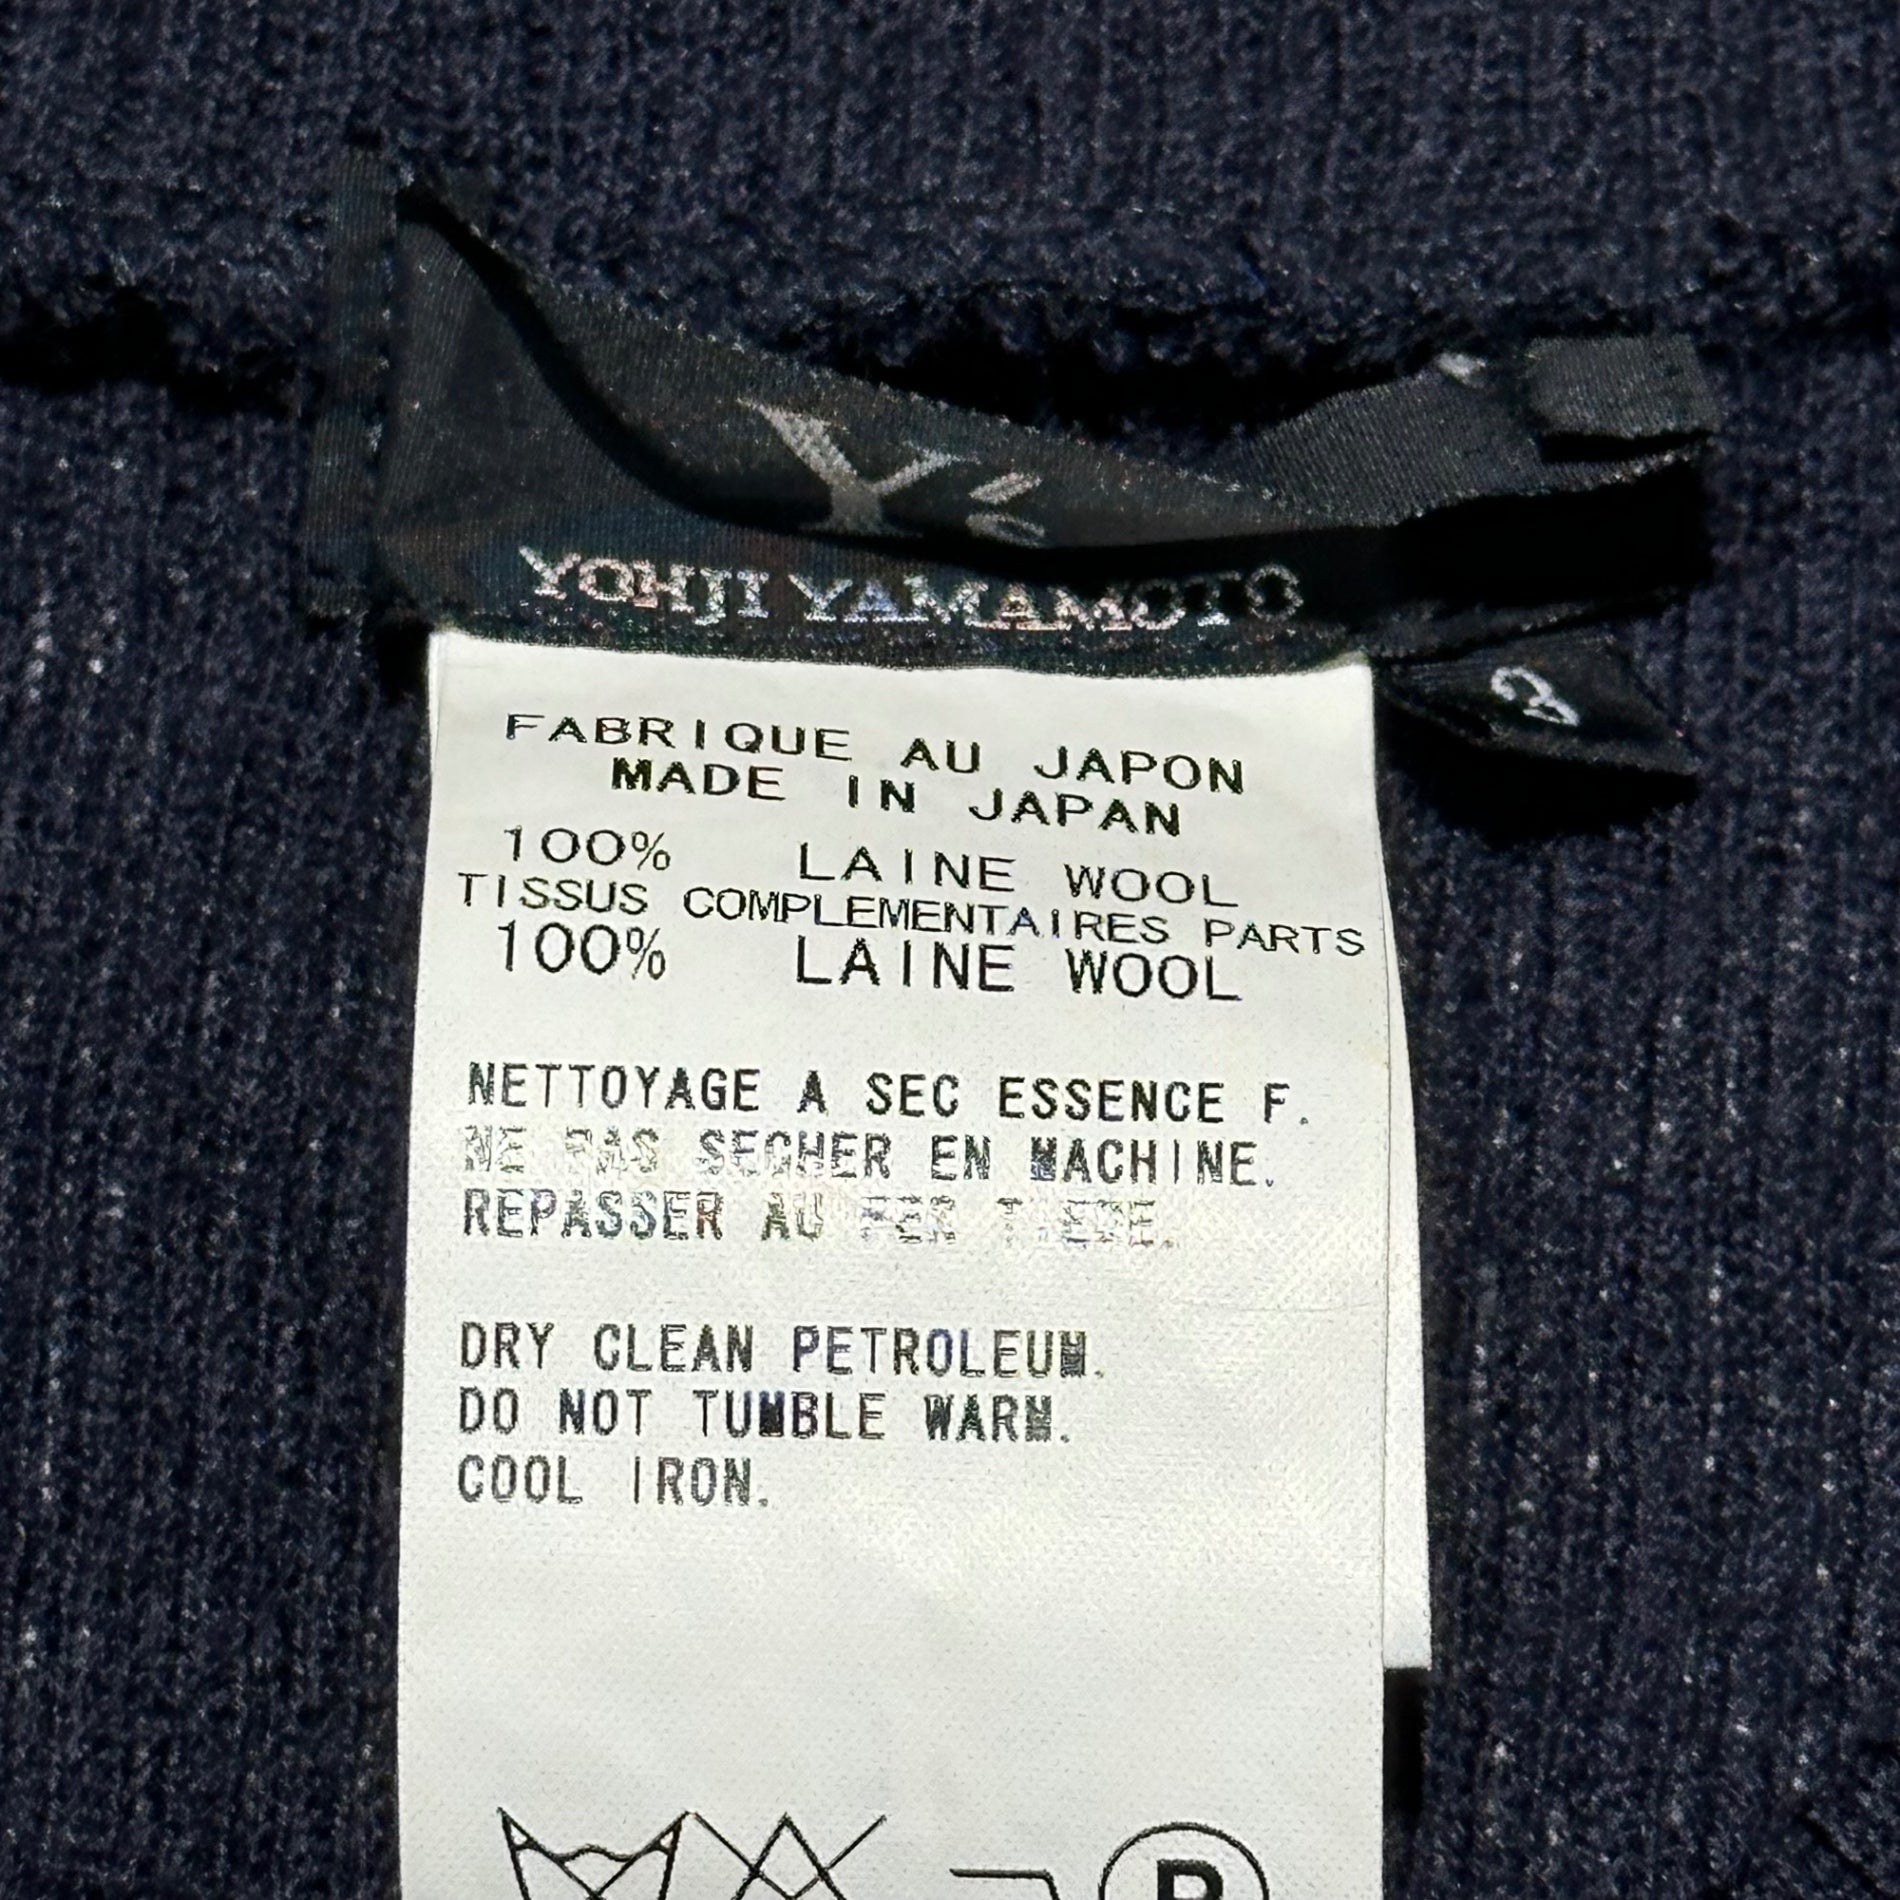 Y's
YOHJI YAMAMOTO
3
FABRIQUE AU JAPON
MADE IN JAPAN
100% LAINE WOOL
TISSUS COMPLEMENTAIRES PARTS
100% LAINE WOOL
NETTOYAGE A SEC ESSENCE F.
NE PAS SECHER EN MACHINE.
REPASSER AU
DRY CLEAN PETROLEUM.
DO NOT TUMBLE WARM.
COOL IRON.
P